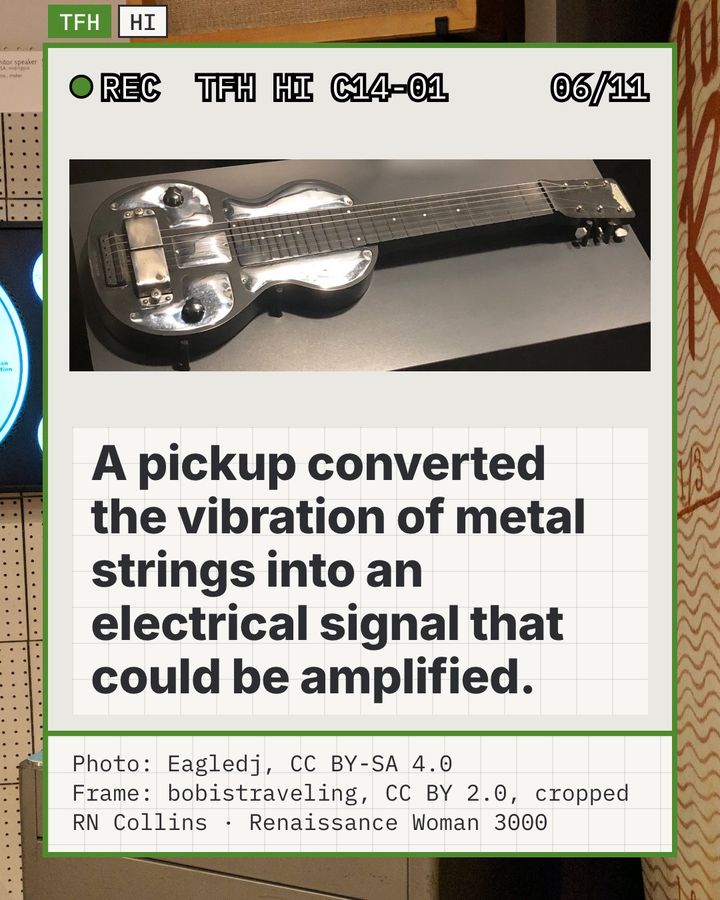 TFH HI
REC TFH HI C14-01 06/11
A pickup converted
the vibration of metal
strings into an
electrical signal that
could be amplified.
Photo: Eagledj, CC BY-SA 4.0
Frame: bobistraveling, CC BY 2.0, cropped
RN Collins · Renaissance Woman 3000